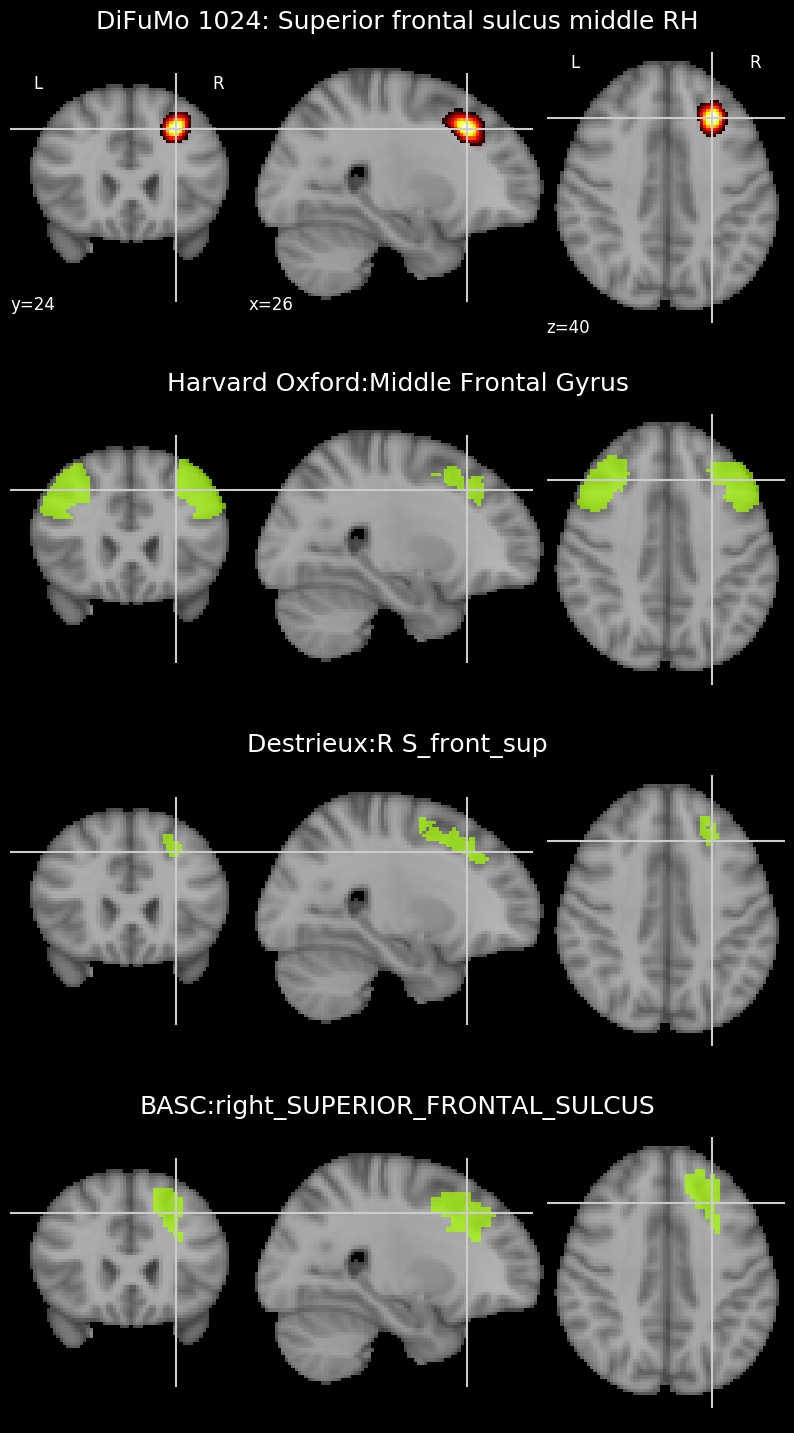 DiFuMo 1024: Superior frontal sulcus middle RH
L R
L R
y=24
x=26
z=40
Harvard Oxford:Middle Frontal Gyrus
Destrieux:R S_front_sup
BASC:right_SUPERIOR_FRONTAL_SULCUS